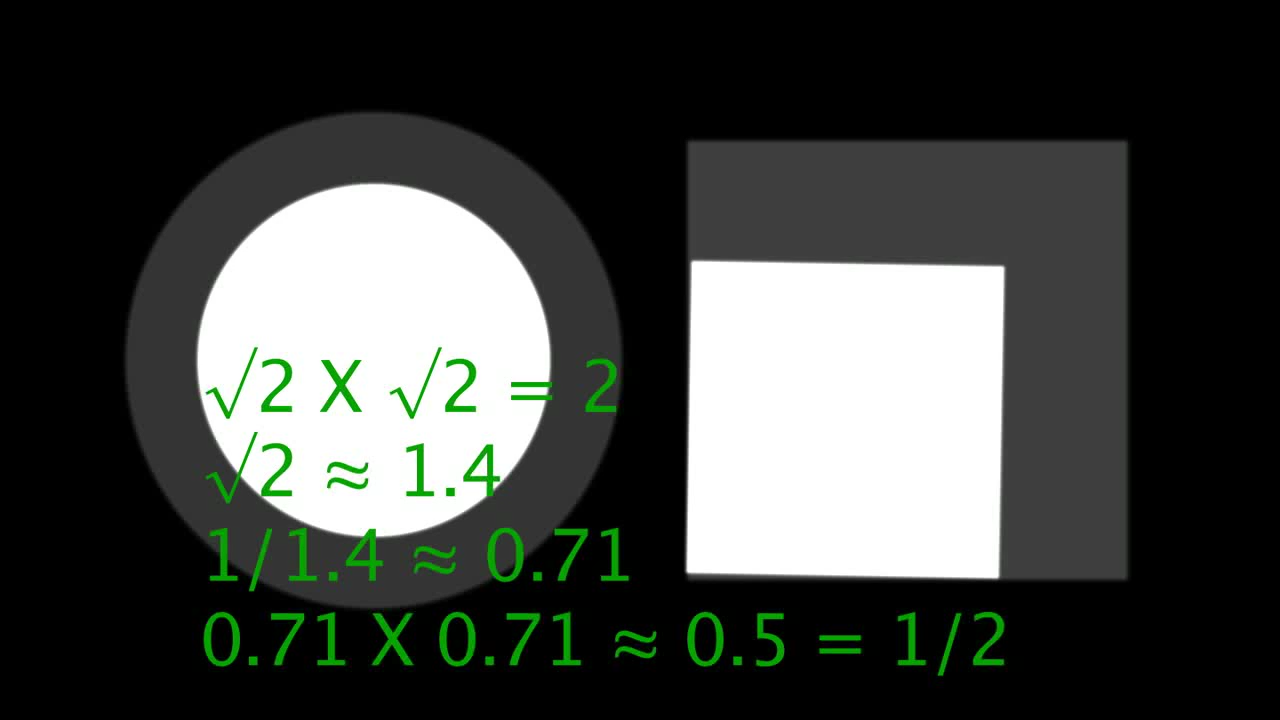 √2 X √2 = 2
√2 ≈ 1.4
1/1.4 ≈ 0.71
0.71 X 0.71 ≈ 0.5 = 1/2